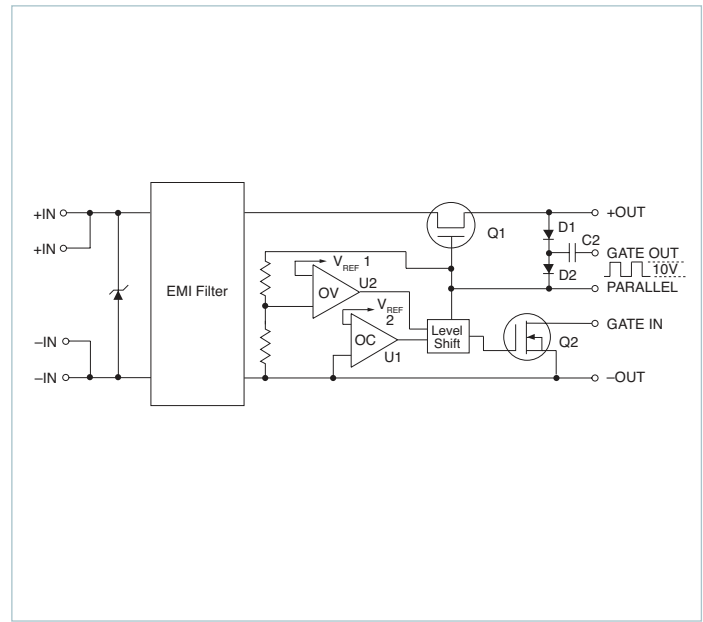 +IN
+IN
–IN
–IN
EMI Filter
V REF 1
OV
U2
V REF 2
OC
U1
Level
Shift
Q1
Q2
D1
C2
D2
+OUT
GATE OUT
10V
PARALLEL
GATE IN
–OUT